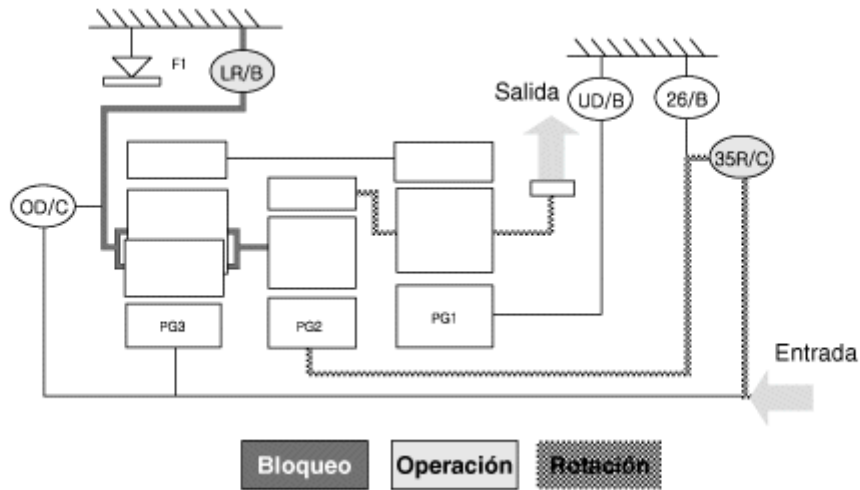 F1
LR/B
Salida
UD/B
26/B
35R/C
OD/C
PG3
PG2
PG1
Entrada
Bloqueo
Operación
Rotación